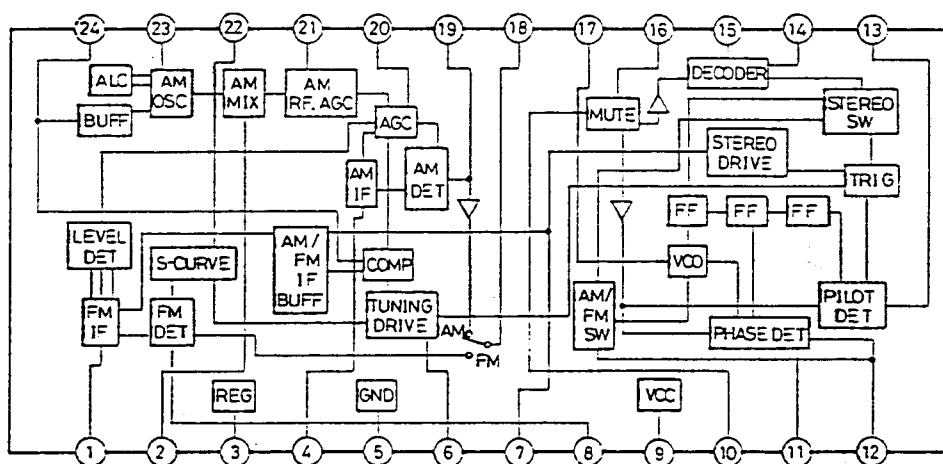 24 23 22 21 20 19 18 17 16 15 14 13
ALC
AM OSC
AM MIX
AM RF. AGC
BUFF
AGC
MUTE
DECODER
STEREO SW
STEREO DRIVE
AM IF
AM DET
TRIG
FF FF FF
LEVEL DET
S-CURVE
AM/ FM IF BUFF
COMP
VCO
FM IF
FM DET
TUNING DRIVE
AM
FM
AM/ FM SW
PILOT DET
PHASE DET
REG
GND
VCC
1 2 3 4 5 6 7 8 9 10 11 12